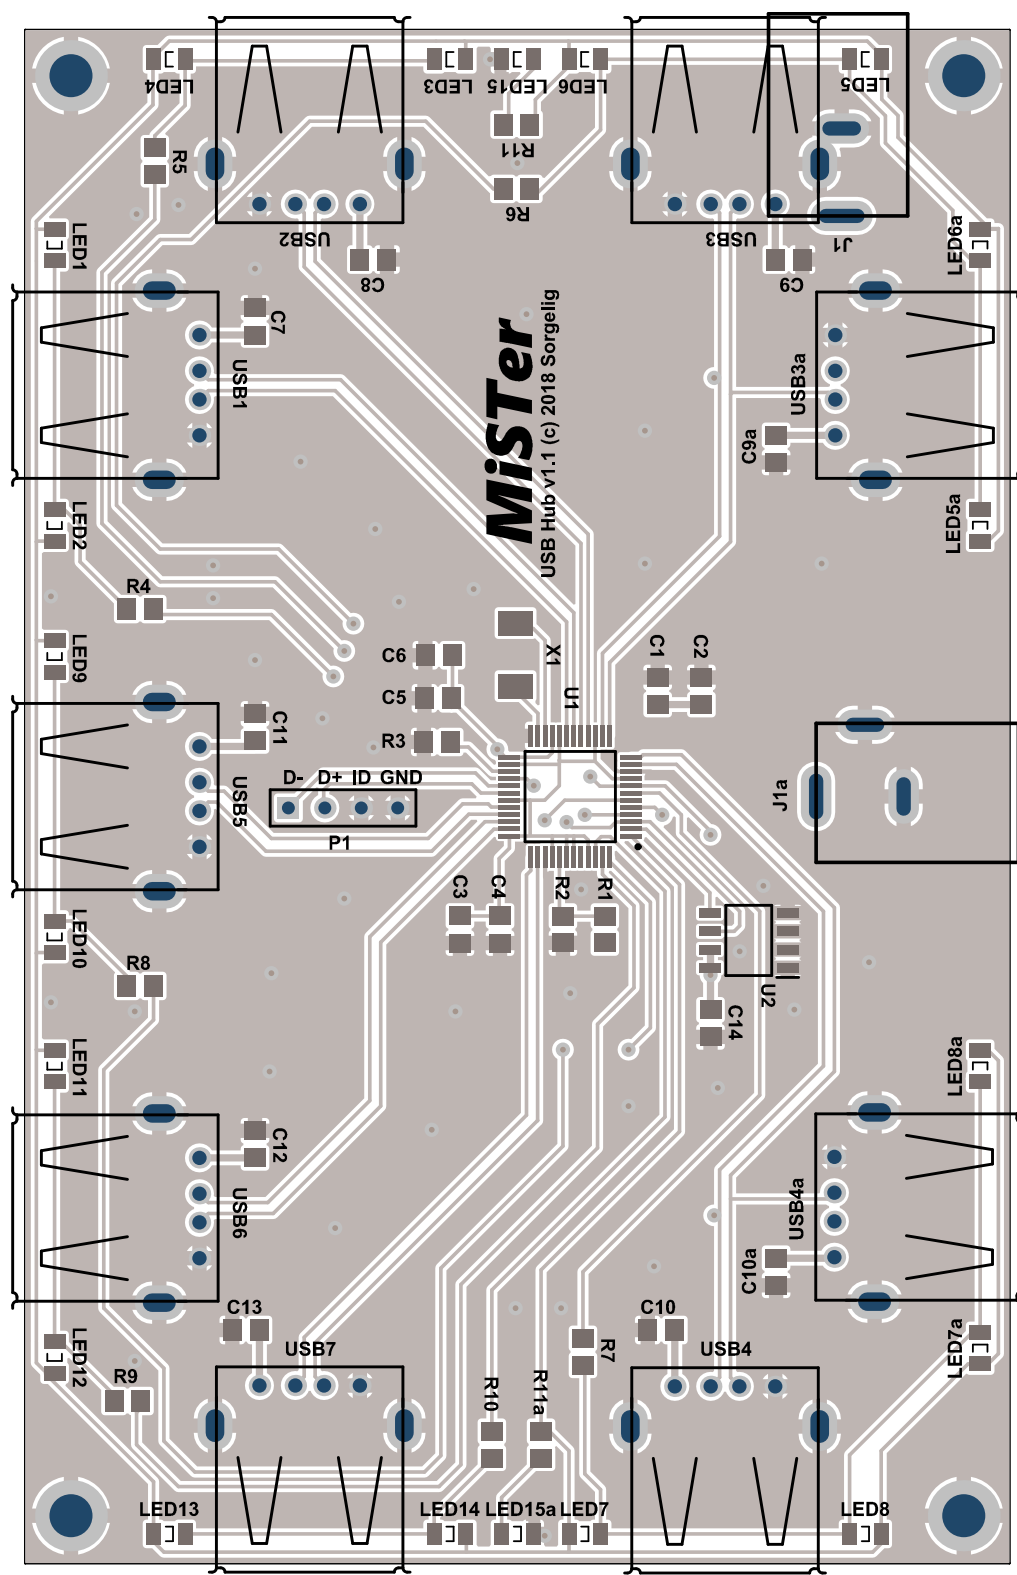 LED4
LED3
LED15
LED6
LED5
R5
R11
R6
LED1
USB2
USB3
J1
LED6a
C8
C9
C7
USB1
MiSTer
USB Hub v1.1 (c) 2018 Sorgelig
USB3a
C9a
LED2
LED5a
R4
LED9
C6
X1
C1
C2
C5
U1
C11
R3
D- D+ ID GND
J1a
USB5
P1
C3
C4
R2
R1
LED10
R8
U2
C14
LED11
LED8a
C12
USB6
USB4a
C10a
C13
C10
LED12
USB7
R7
USB4
LED7a
R9
R10
R11a
LED13
LED14
LED15a
LED7
LED8